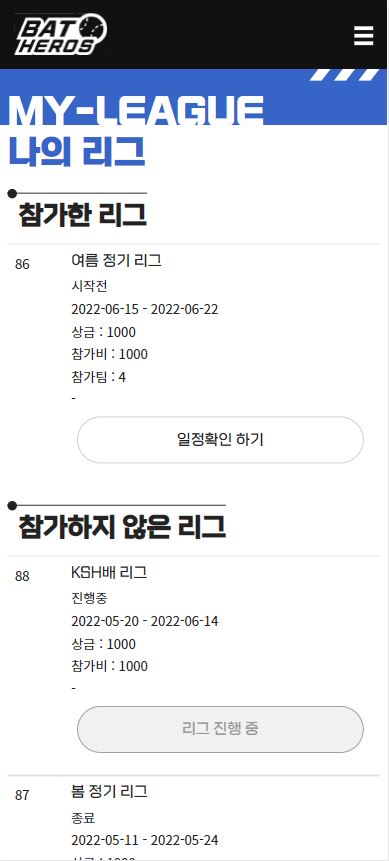 BAT
HEROS
MY-LEAGUE
나의 리그
참가한 리그
86
여름 정기 리그
시작전
2022-06-15 - 2022-06-22
상금 : 1000
참가비 : 1000
참가팀 : 4
-
일정확인 하기
참가하지 않은 리그
88
KSH배 리그
진행중
2022-05-20 - 2022-06-14
상금 : 1000
참가비 : 1000
-
리그 진행 중
87
봄 정기 리그
종료
2022-05-11 - 2022-05-24